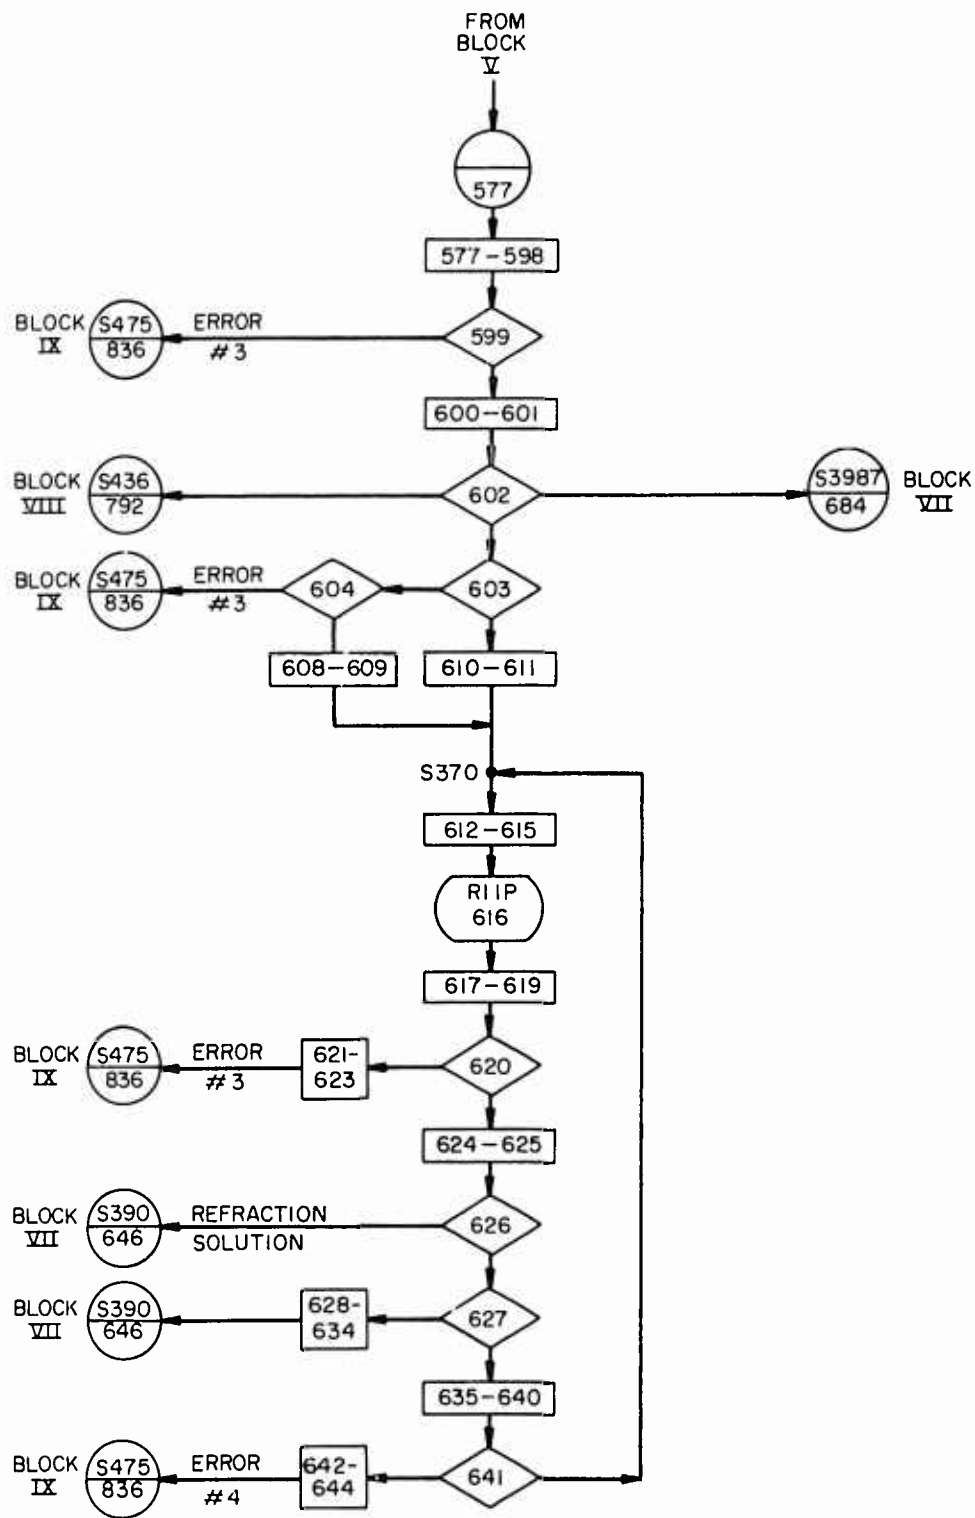 FROM
BLOCK
V
577
577-598
BLOCK
IX
S475
836
ERROR
#3
599
600-601
BLOCK
VIII
S436
792
602
S3987
684
BLOCK
VII
BLOCK
IX
S475
836
ERROR
#3
604
603
608-609
610-611
S370
612-615
R11P
616
617-619
BLOCK
IX
S475
836
ERROR
#3
621-
623
620
624-625
BLOCK
VII
S390
646
REFRACTION
SOLUTION
626
BLOCK
VII
S390
646
628-
634
627
635-640
BLOCK
IX
S475
836
ERROR
#4
642-
644
641